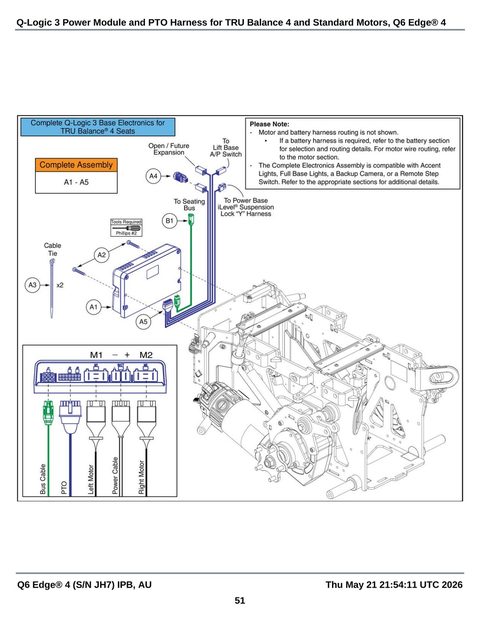 Q-Logic 3 Power Module and PTO Harness for TRU Balance 4 and Standard Motors, Q6 Edge® 4
Complete Q-Logic 3 Base Electronics for
TRU Balance® 4 Seats
Complete Assembly
A1 - A5
Open / Future
Expansion
To
Lift Base
A/P Switch
A4
To Seating
Bus
B1
To Power Base
iLevel® Suspension
Lock “Y” Harness
Please Note:
- Motor and battery harness routing is not shown.
• If a battery harness is required, refer to the battery section
for selection and routing details. For motor wire routing, refer
to the motor section.
- The Complete Electronics Assembly is compatible with Accent
Lights, Full Base Lights, a Backup Camera, or a Remote Step
Switch. Refer to the appropriate sections for additional details.
Tools Required
Phillips #2
Cable
Tie
A2
A3
x2
A1
A5
M1 − + M2
Bus Cable
PTO
Left Motor
Power Cable
Right Motor
Q6 Edge® 4 (S/N JH7) IPB, AU
Thu May 21 21:54:11 UTC 2026
51